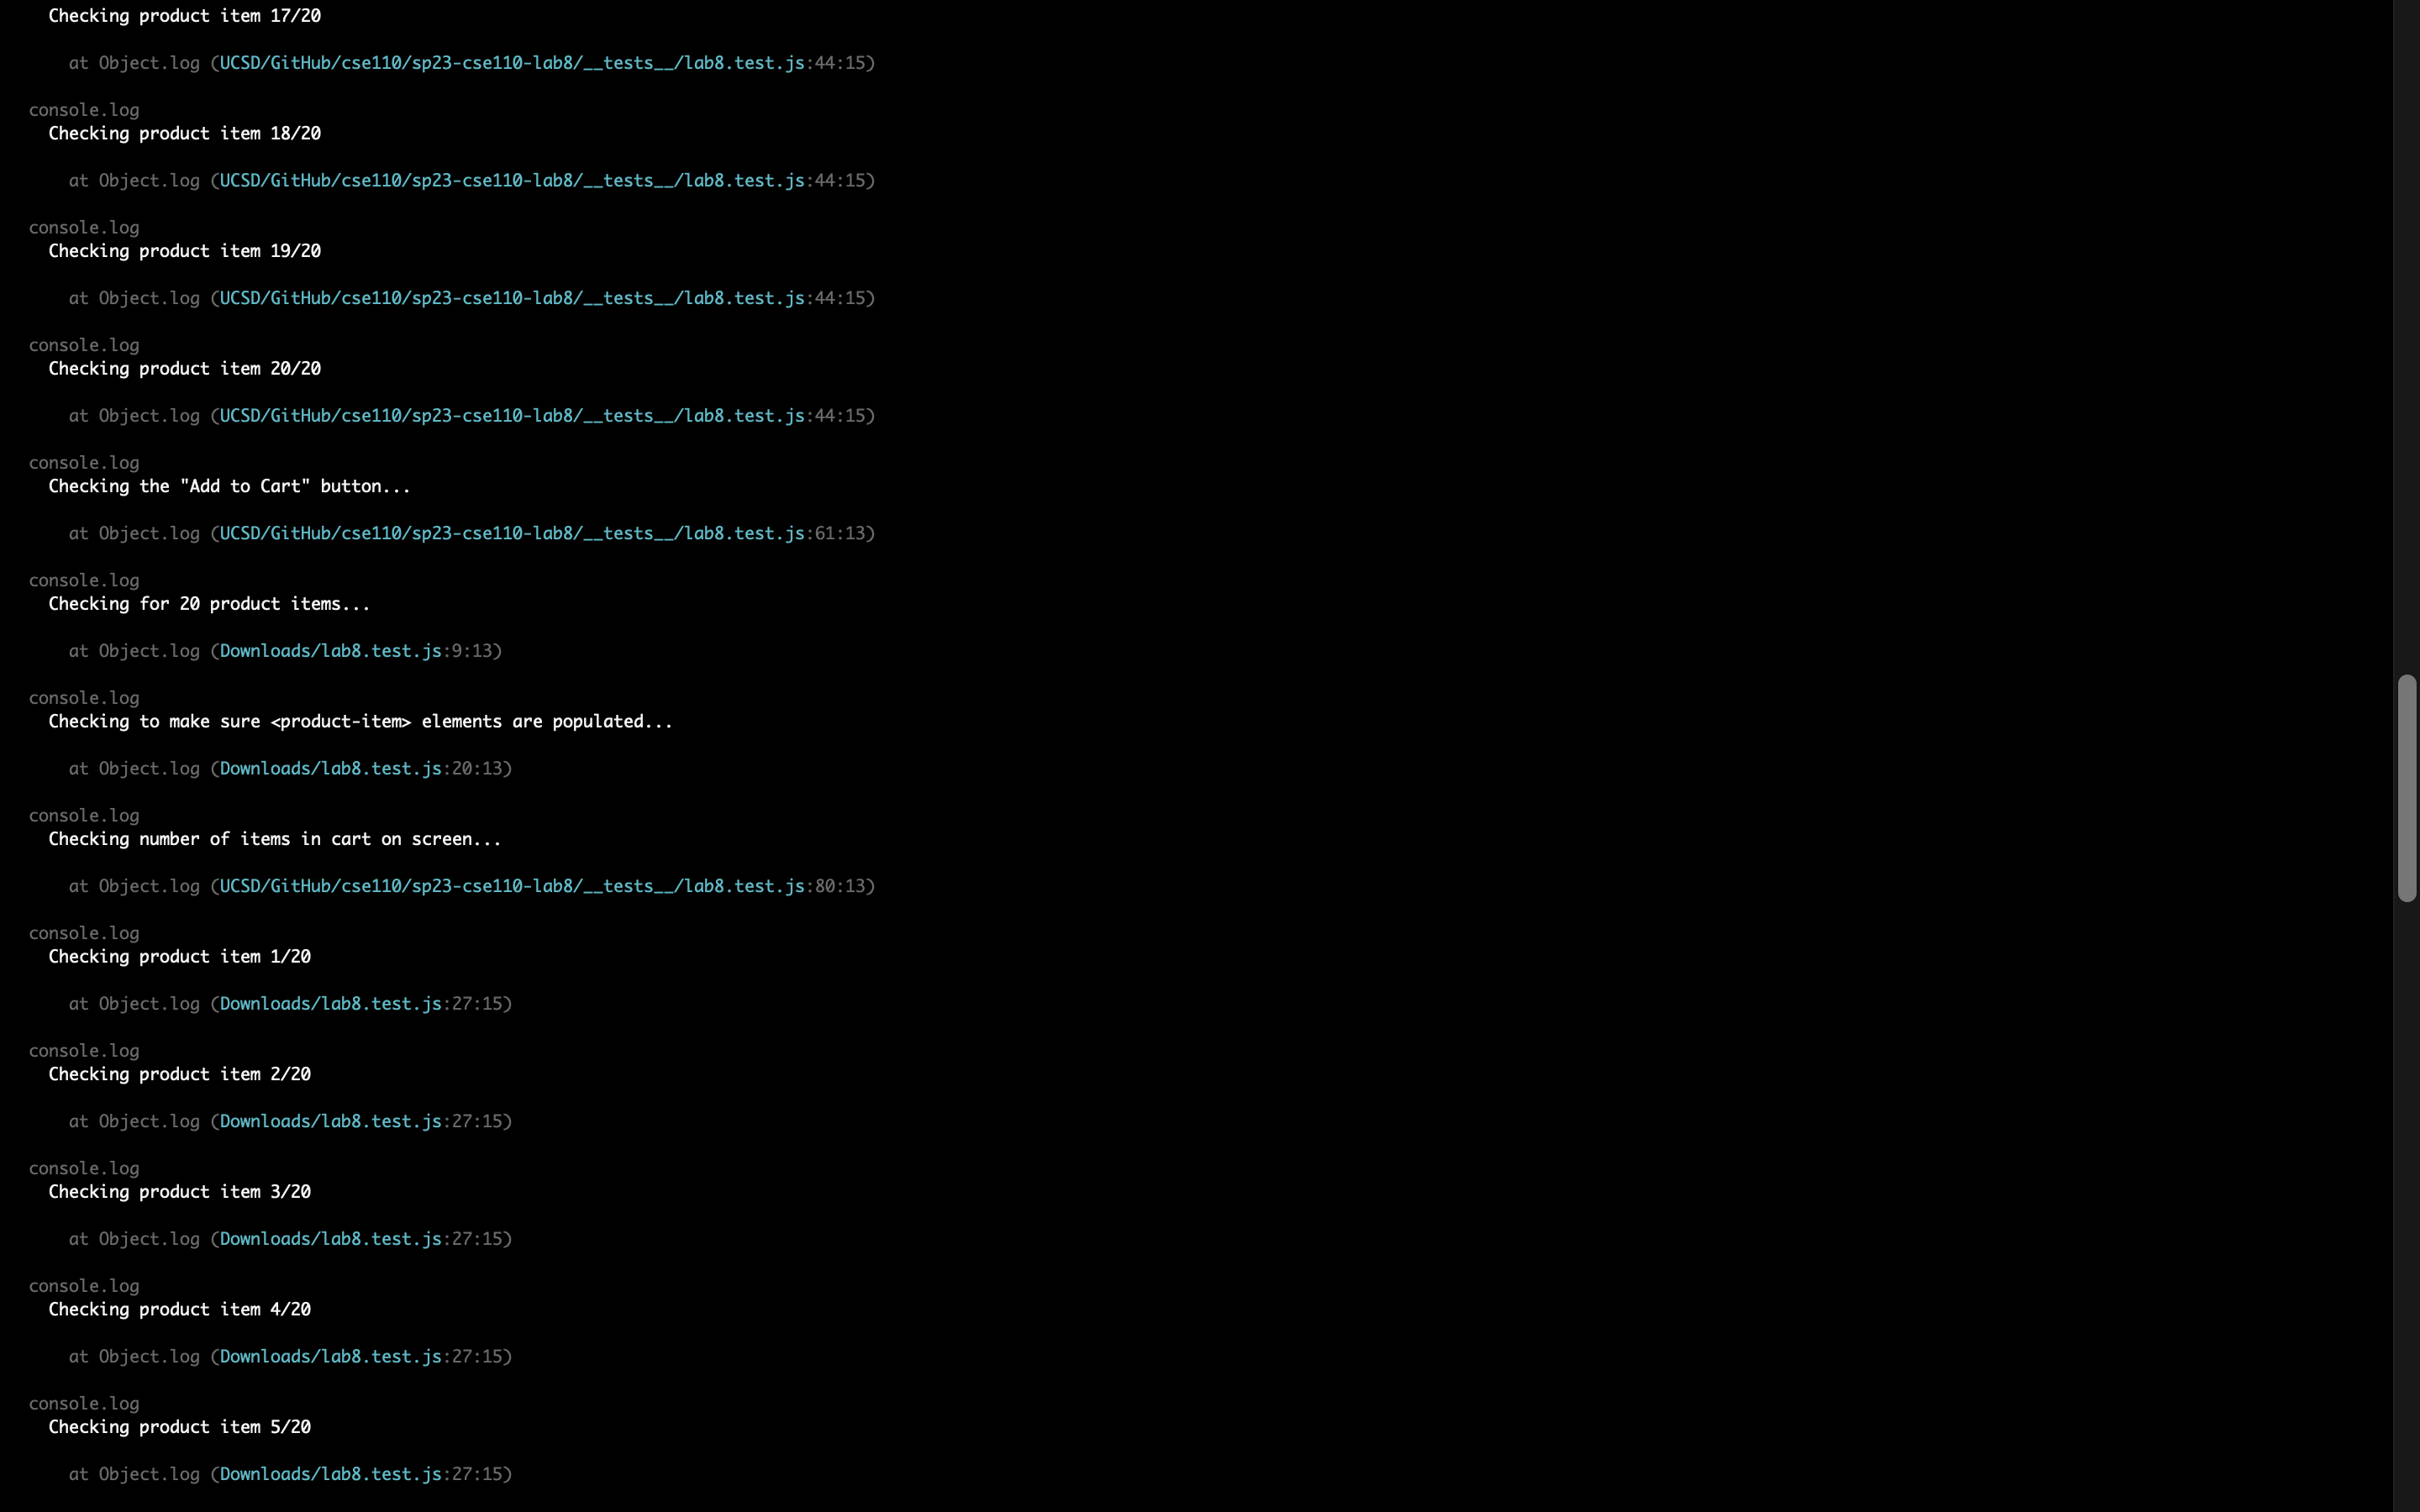 Checking product item 17/20
at Object.log (UCSD/GitHub/cse110/sp23-cse110-lab8/__tests__/lab8.test.js:44:15)
console.log
Checking product item 18/20
at Object.log (UCSD/GitHub/cse110/sp23-cse110-lab8/__tests__/lab8.test.js:44:15)
console.log
Checking product item 19/20
at Object.log (UCSD/GitHub/cse110/sp23-cse110-lab8/__tests__/lab8.test.js:44:15)
console.log
Checking product item 20/20
at Object.log (UCSD/GitHub/cse110/sp23-cse110-lab8/__tests__/lab8.test.js:44:15)
console.log
Checking the "Add to Cart" button...
at Object.log (UCSD/GitHub/cse110/sp23-cse110-lab8/__tests__/lab8.test.js:61:13)
console.log
Checking for 20 product items...
at Object.log (Downloads/lab8.test.js:9:13)
console.log
Checking to make sure <product-item> elements are populated...
at Object.log (Downloads/lab8.test.js:20:13)
console.log
Checking number of items in cart on screen...
at Object.log (UCSD/GitHub/cse110/sp23-cse110-lab8/__tests__/lab8.test.js:80:13)
console.log
Checking product item 1/20
at Object.log (Downloads/lab8.test.js:27:15)
console.log
Checking product item 2/20
at Object.log (Downloads/lab8.test.js:27:15)
console.log
Checking product item 3/20
at Object.log (Downloads/lab8.test.js:27:15)
console.log
Checking product item 4/20
at Object.log (Downloads/lab8.test.js:27:15)
console.log
Checking product item 5/20
at Object.log (Downloads/lab8.test.js:27:15)